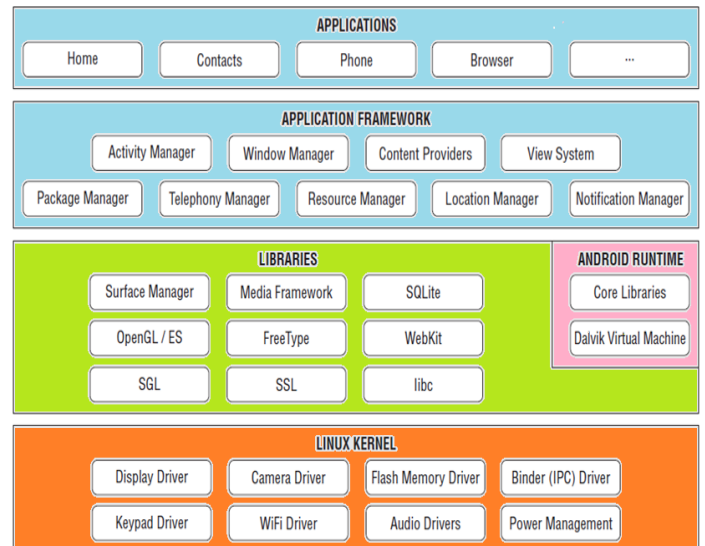 APPLICATIONS
Home Contacts Phone Browser ...
APPLICATION FRAMEWORK
Activity Manager Window Manager Content Providers View System
Package Manager Telephony Manager Resource Manager Location Manager Notification Manager
LIBRARIES
Surface Manager Media Framework SQLite
OpenGL / ES FreeType WebKit
SGL SSL libc
ANDROID RUNTIME
Core Libraries
Dalvik Virtual Machine
LINUX KERNEL
Display Driver Camera Driver Flash Memory Driver Binder (IPC) Driver
Keypad Driver WiFi Driver Audio Drivers Power Management